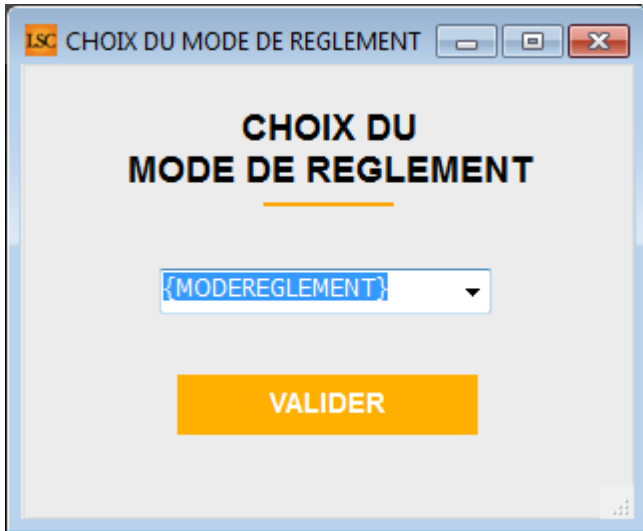 LSC CHOIX DU MODE DE REGLEMENT
CHOIX DU
MODE DE REGLEMENT
{MODEREGLEMENT}
VALIDER